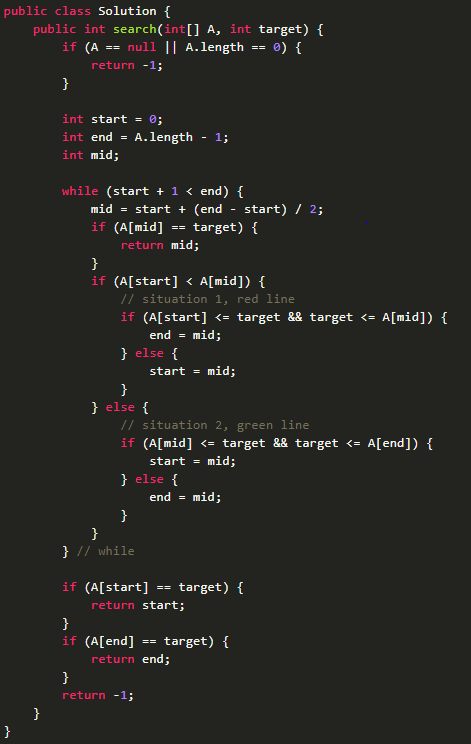 public class Solution {
    public int search(int[] A, int target) {
        if (A == null || A.length == 0) {
            return -1;
        }

        int start = 0;
        int end = A.length - 1;
        int mid;

        while (start + 1 < end) {
            mid = start + (end - start) / 2;
            if (A[mid] == target) {
                return mid;
            }
            if (A[start] < A[mid]) {
                // situation 1, red line
                if (A[start] <= target && target <= A[mid]) {
                    end = mid;
                } else {
                    start = mid;
                }
            } else {
                // situation 2, green line
                if (A[mid] <= target && target <= A[end]) {
                    start = mid;
                } else {
                    end = mid;
                }
            }
        } // while

        if (A[start] == target) {
            return start;
        }
        if (A[end] == target) {
            return end;
        }
        return -1;
    }
}